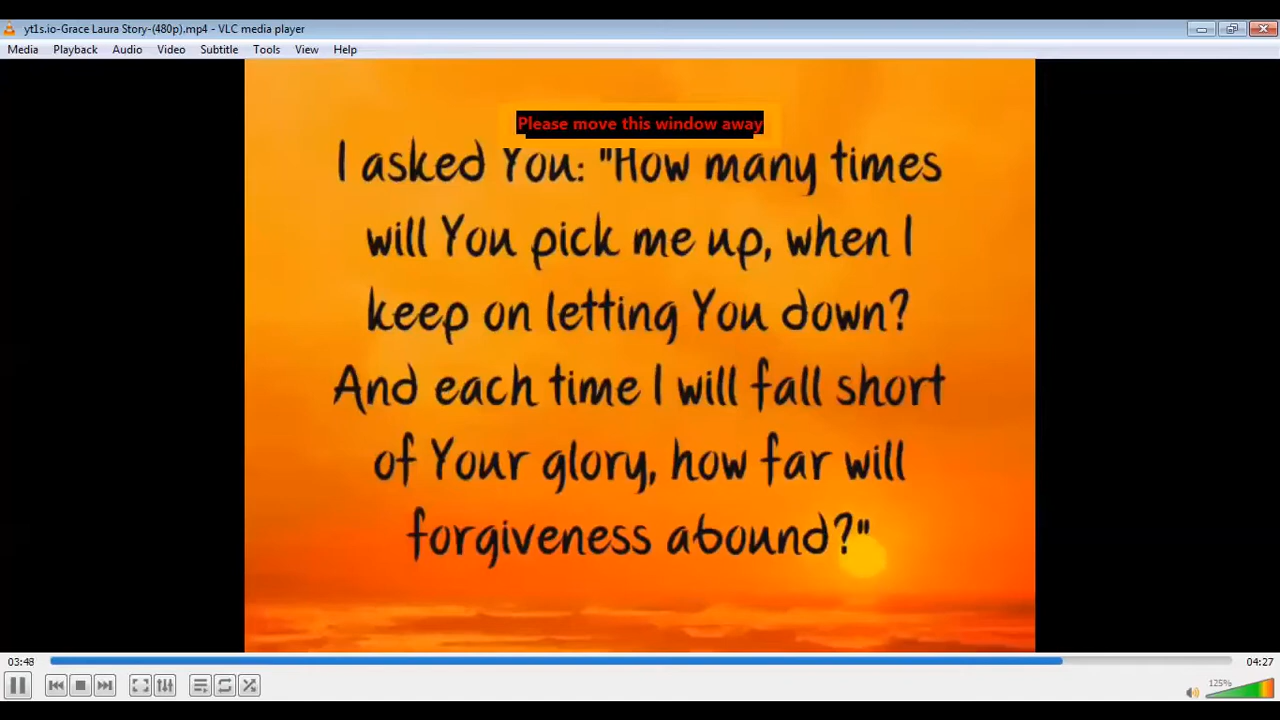 yt1s.io-Grace Laura Story-(480p).mp4 - VLC media player
Media Playback Audio Video Subtitle Tools View Help
Please move this window away
I asked You: "How many times
will You pick me up, when I
keep on letting You down?
And each time I will fall short
of Your glory, how far will
forgiveness abound?"
03:48 04:27
125%